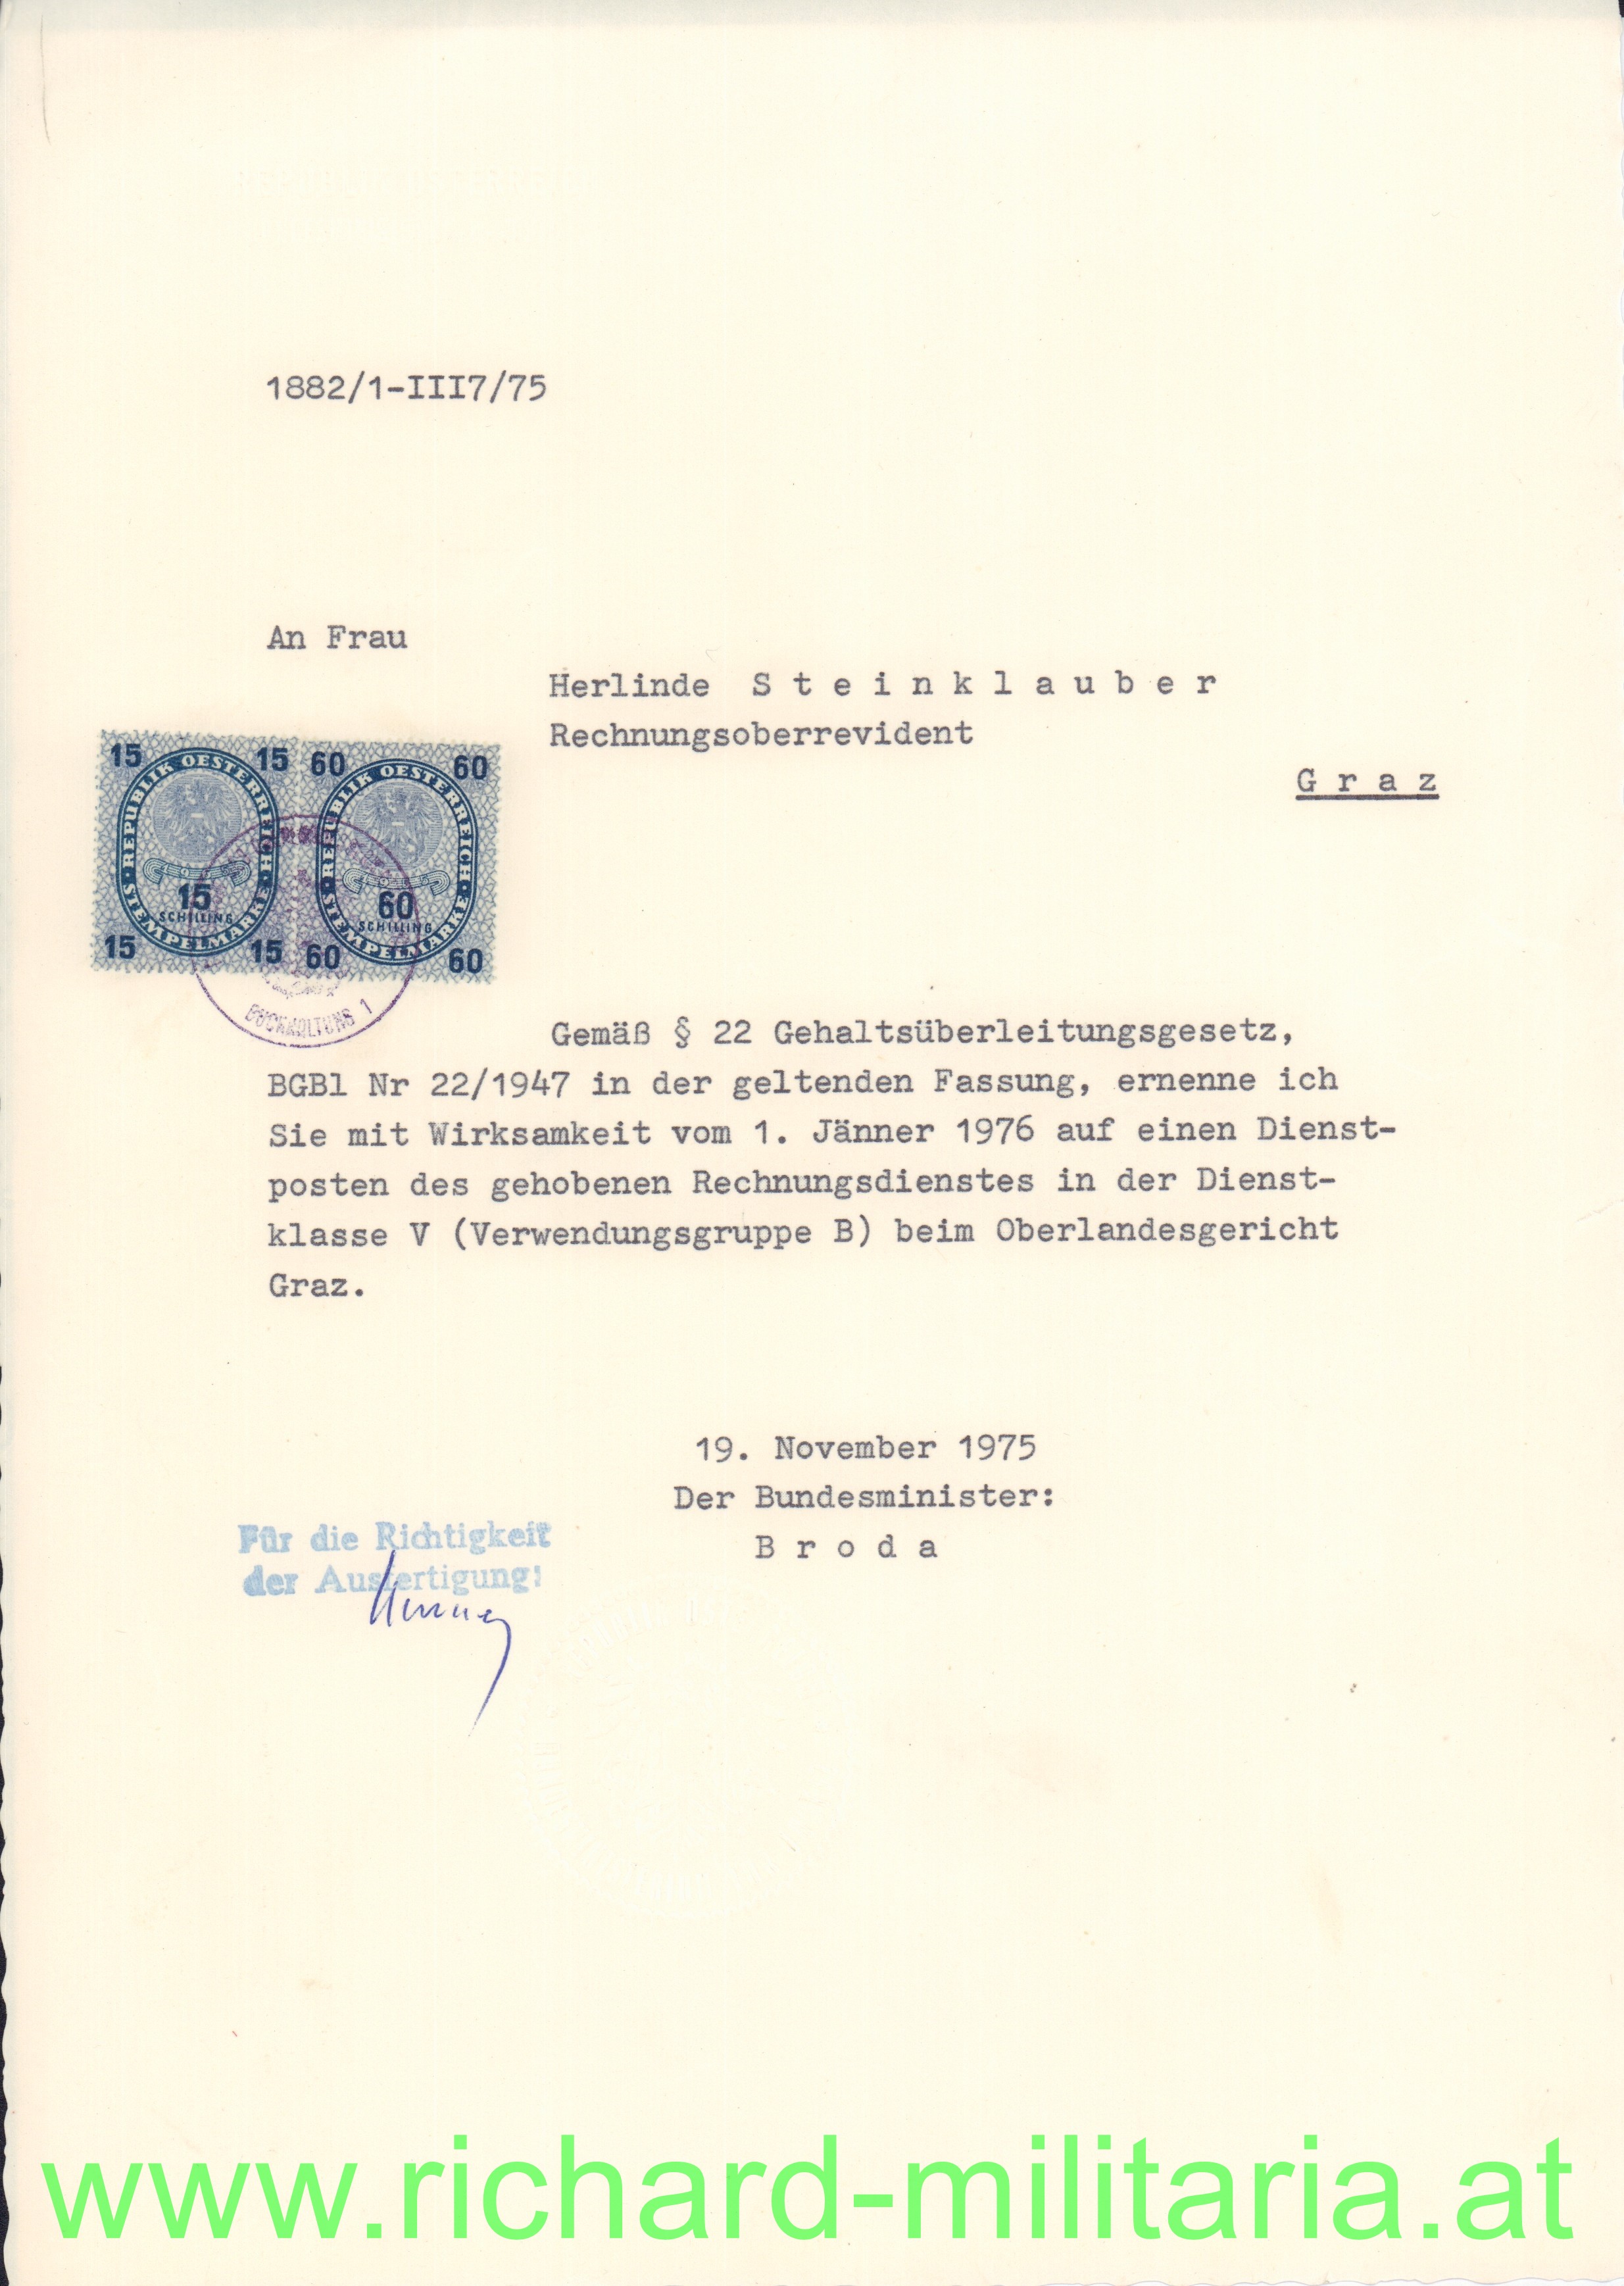 1882/1-III7/75
An Frau
Herlinde S t e i n k l a u b e r
Rechnungsoberrevident
G r a z
15 15
REPUBLIK OESTERREICH
15
SCHILLING
STEMPELMARKE
15 15
60 60
REPUBLIK OESTERREICH
60
SCHILLING
STEMPELMARKE
60 60
BUCHHALTUNG 1
Gemäß § 22 Gehaltsüberleitungsgesetz,
BGBl Nr 22/1947 in der geltenden Fassung, ernenne ich
Sie mit Wirksamkeit vom 1. Jänner 1976 auf einen Dienst-
posten des gehobenen Rechnungsdienstes in der Dienst-
klasse V (Verwendungsgruppe B) beim Oberlandesgericht
Graz.
19. November 1975
Der Bundesminister:
B r o d a
Für die Richtigkeit
der Ausfertigung:
www.richard-militaria.at